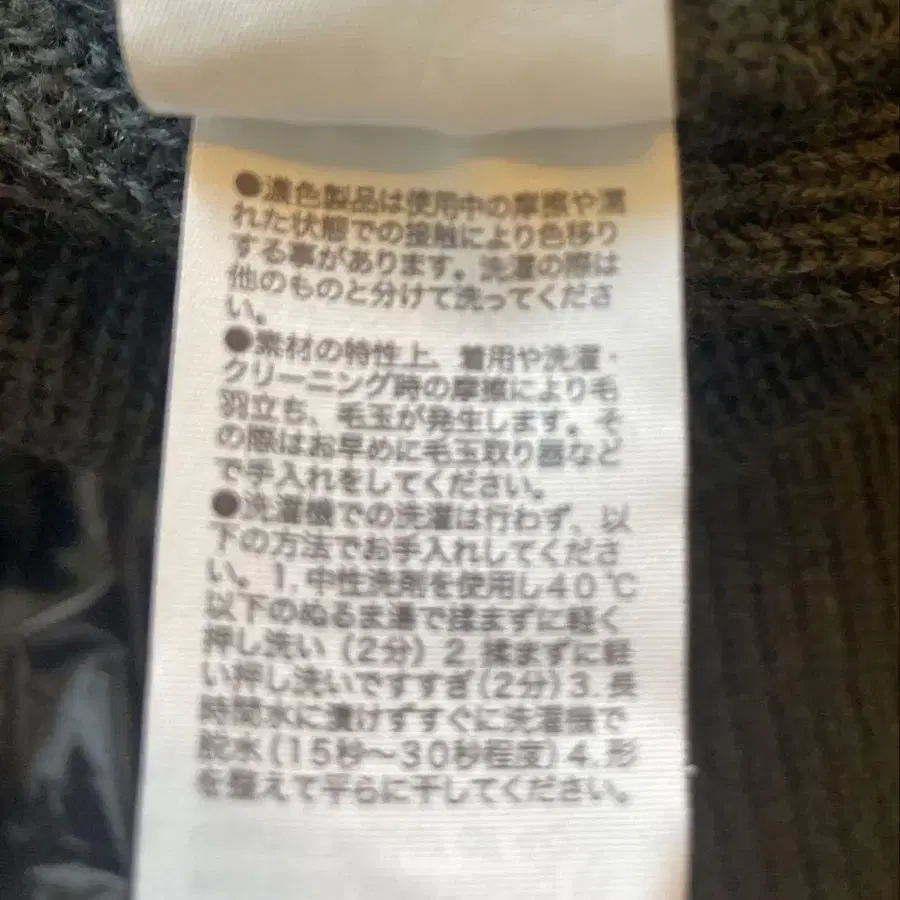 ●濃色製品は使用中の摩擦や濡
れた状態での接触により色移り
する事があります。洗濯の際は
他のものと分けて洗ってくださ
い。
●素材の特性上、着用や洗濯・
クリーニング時の摩擦により毛
羽立ち、毛玉が発生します。そ
の際はお早めに毛玉取り器など
で手入れをしてください。
●洗濯機での洗濯は行わず、以
下の方法でお手入れしてくださ
い。1.中性洗剤を使用し40℃
以下のぬるま湯で揉まずに軽く
押し洗い（2分）2.揉まずに軽
い押し洗いですすぎ(2分)3.長
時間水に漬けずすぐに洗濯機で
脱水(15秒〜30秒程度)4.形
を整えて平らに干してください。